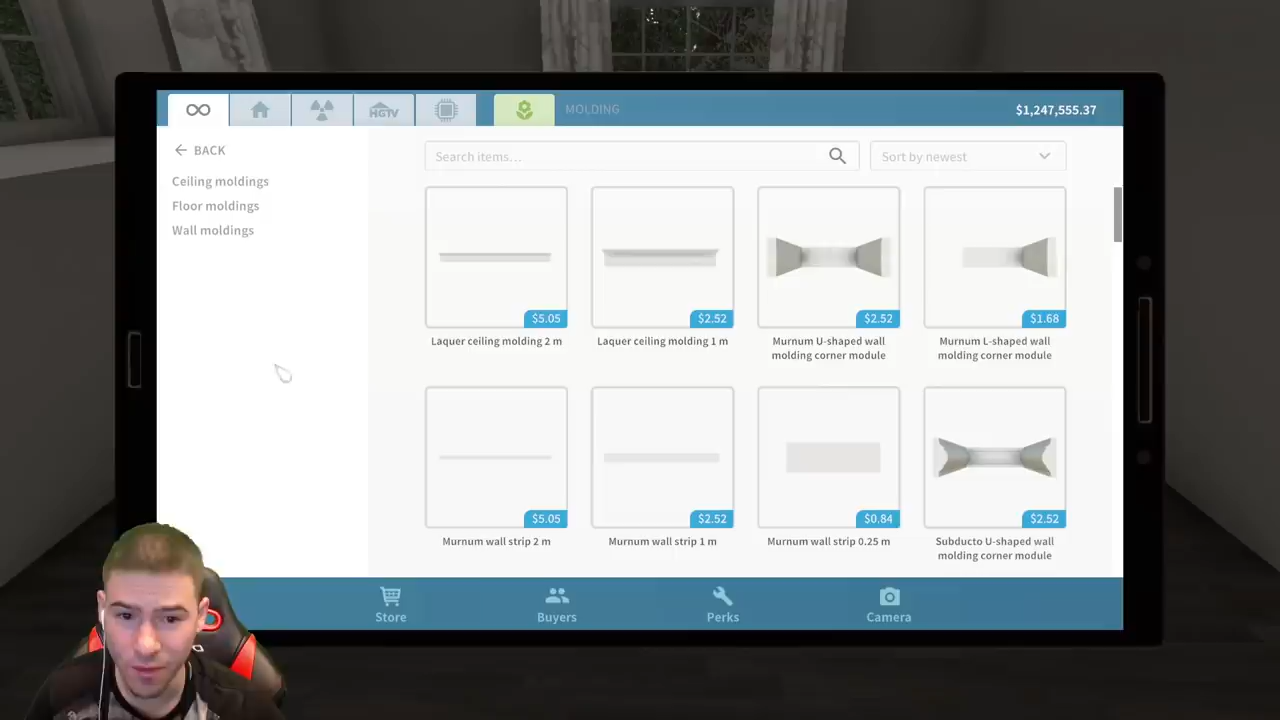 HGTV
MOLDING
$1,247,555.37
BACK
Search items...
Sort by newest
Ceiling moldings
Floor moldings
Wall moldings
$5.05
$2.52
$2.52
$1.68
Laquer ceiling molding 2 m
Laquer ceiling molding 1 m
Murnum U-shaped wall
molding corner module
Murnum L-shaped wall
molding corner module
$5.05
$2.52
$0.84
$2.52
Murnum wall strip 2 m
Murnum wall strip 1 m
Murnum wall strip 0.25 m
Subducto U-shaped wall
molding corner module
Store
Buyers
Perks
Camera